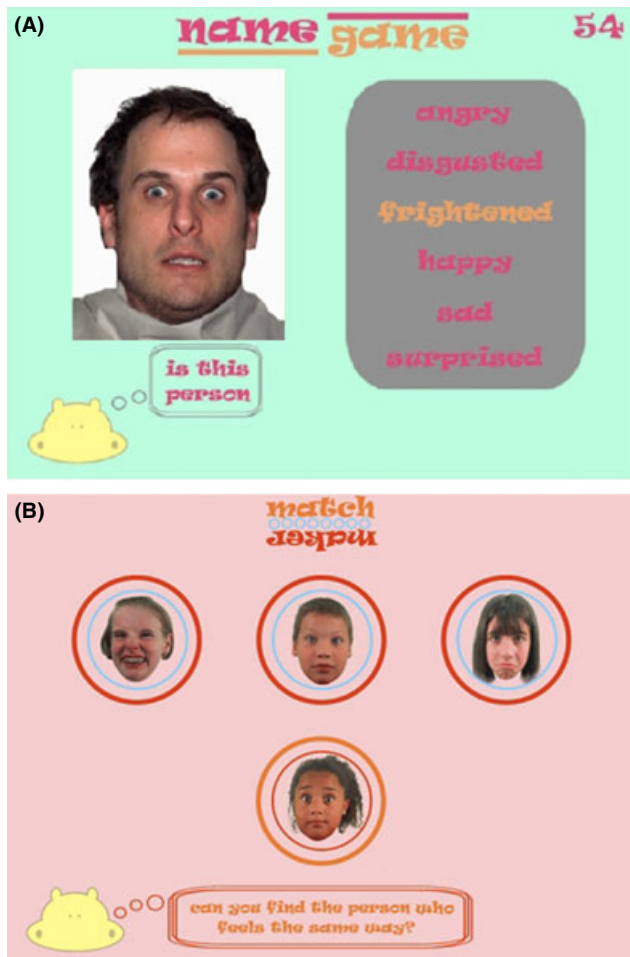 (A)
name game
54
angry
disgusted
frightened
happy
sad
surprised
is this
person
(B)
match
maker
can you find the person who
feels the same way?